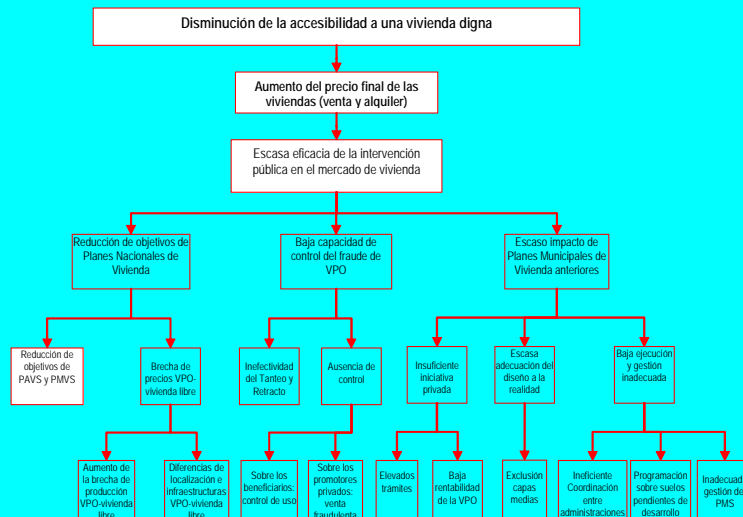 Disminución de la accesibilidad a una vivienda digna
Aumento del precio final de las
viviendas (venta y alquiler)
Escasa eficacia de la intervención
pública en el mercado de vivienda
Reducción de objetivos de
Planes Nacionales de
Vivienda
Baja capacidad de
control del fraude de
VPO
Escaso impacto de
Planes Municipales de
Vivienda anteriores
Reducción de
objetivos de
PAVS y PMVS
Brecha de
precios VPO-
vivienda libre
Inefectividad
del Tanteo y
Retracto
Ausencia de
control
Insuficiente
iniciativa
privada
Escasa
adecuación del
diseño a la
realidad
Baja ejecución
y gestión
inadecuada
Aumento de
la brecha de
producción
VPO-vivienda
libre
Diferencias de
localización e
infraestructuras
VPO-vivienda
libre
Sobre los
beneficiarios:
control de uso
Sobre los
promotores
privados:
venta
fraudulenta
Elevados
trámites
Baja
rentabilidad
de la VPO
Exclusión
capas
medias
Ineficiente
Coordinación
entre
administraciones
Programación
sobre suelos
pendientes de
desarrollo
Inadecuad
gestión de
PMS